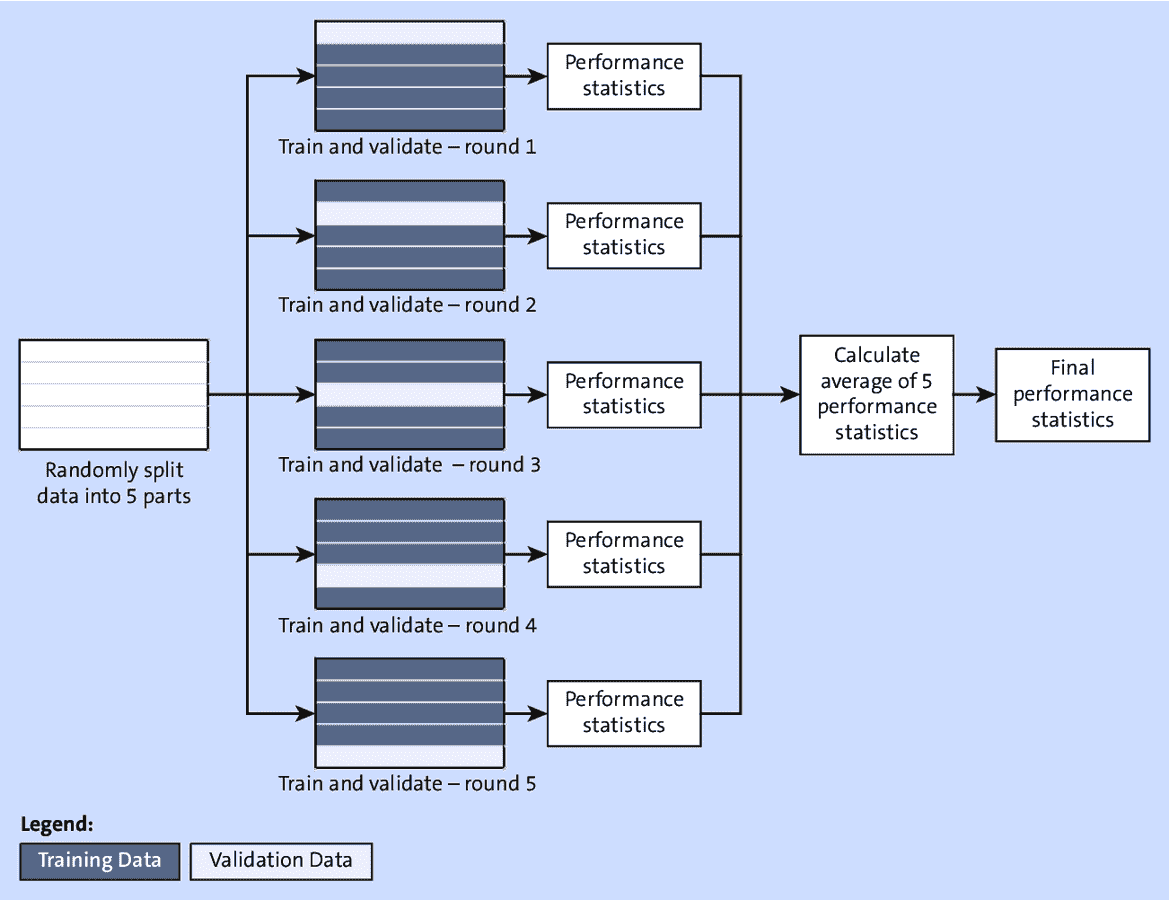 Performance
statistics
Train and validate – round 1
Performance
statistics
Train and validate – round 2
Performance
statistics
Train and validate – round 3
Randomly split
data into 5 parts
Calculate
average of 5
performance
statistics
Final
performance
statistics
Performance
statistics
Train and validate – round 4
Performance
statistics
Train and validate – round 5
Legend:
Training Data
Validation Data